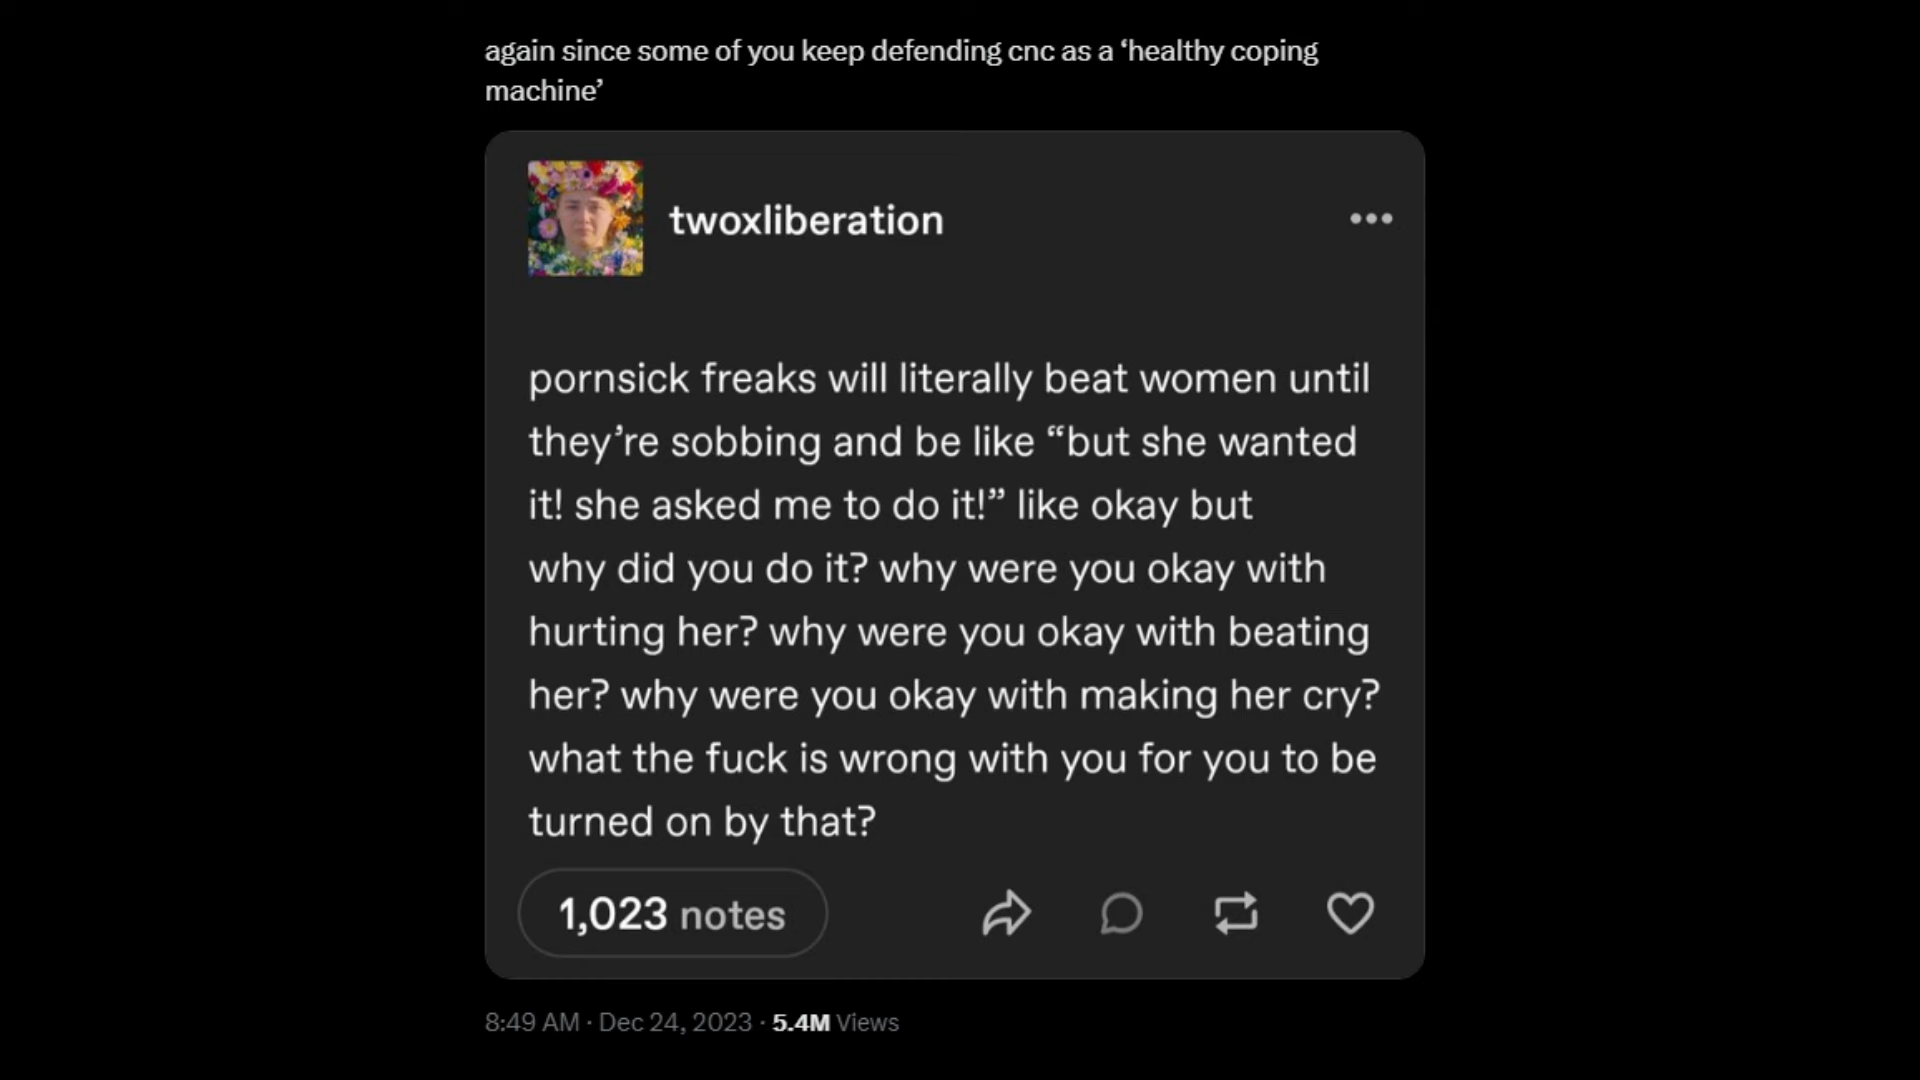 again since some of you keep defending cnc as a ‘healthy coping
machine’
twoxliberation
pornsick freaks will literally beat women until
they’re sobbing and be like “but she wanted
it! she asked me to do it!” like okay but
why did you do it? why were you okay with
hurting her? why were you okay with beating
her? why were you okay with making her cry?
what the fuck is wrong with you for you to be
turned on by that?
1,023 notes
8:49 AM · Dec 24, 2023 · 5.4M Views